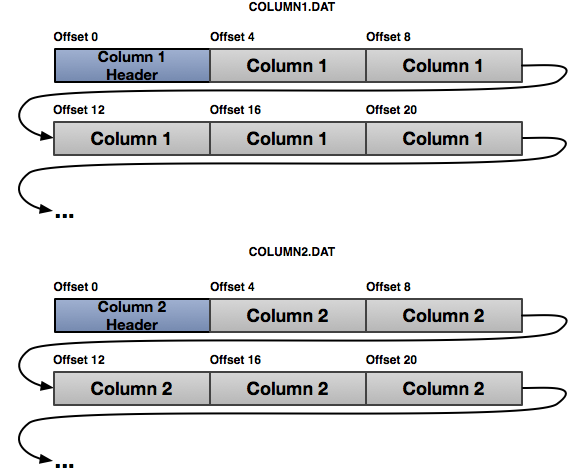 COLUMN1.DAT
Offset 0 Offset 4 Offset 8
Column 1
Header
Column 1 Column 1
Offset 12 Offset 16 Offset 20
Column 1 Column 1 Column 1
...
COLUMN2.DAT
Offset 0 Offset 4 Offset 8
Column 2
Header
Column 2 Column 2
Offset 12 Offset 16 Offset 20
Column 2 Column 2 Column 2
...